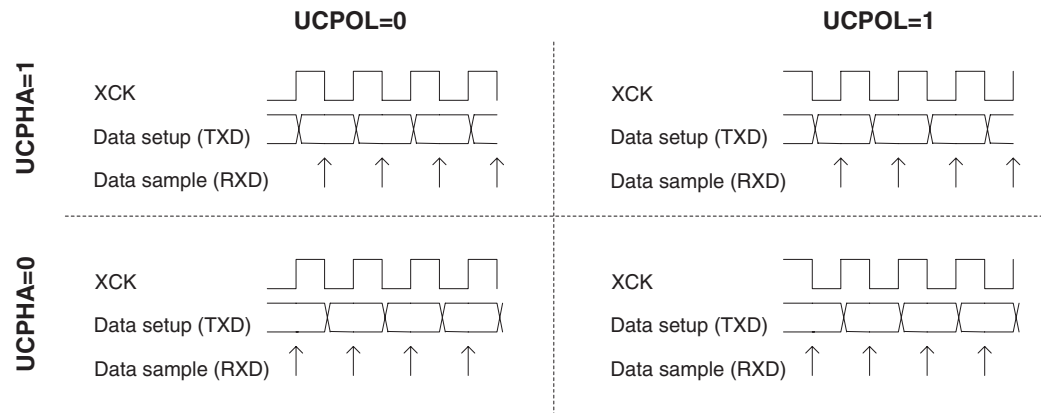 UCPOL=0
UCPOL=1
UCPHA=1
XCK
Data setup (TXD)
Data sample (RXD)
XCK
Data setup (TXD)
Data sample (RXD)
UCPHA=0
XCK
Data setup (TXD)
Data sample (RXD)
XCK
Data setup (TXD)
Data sample (RXD)